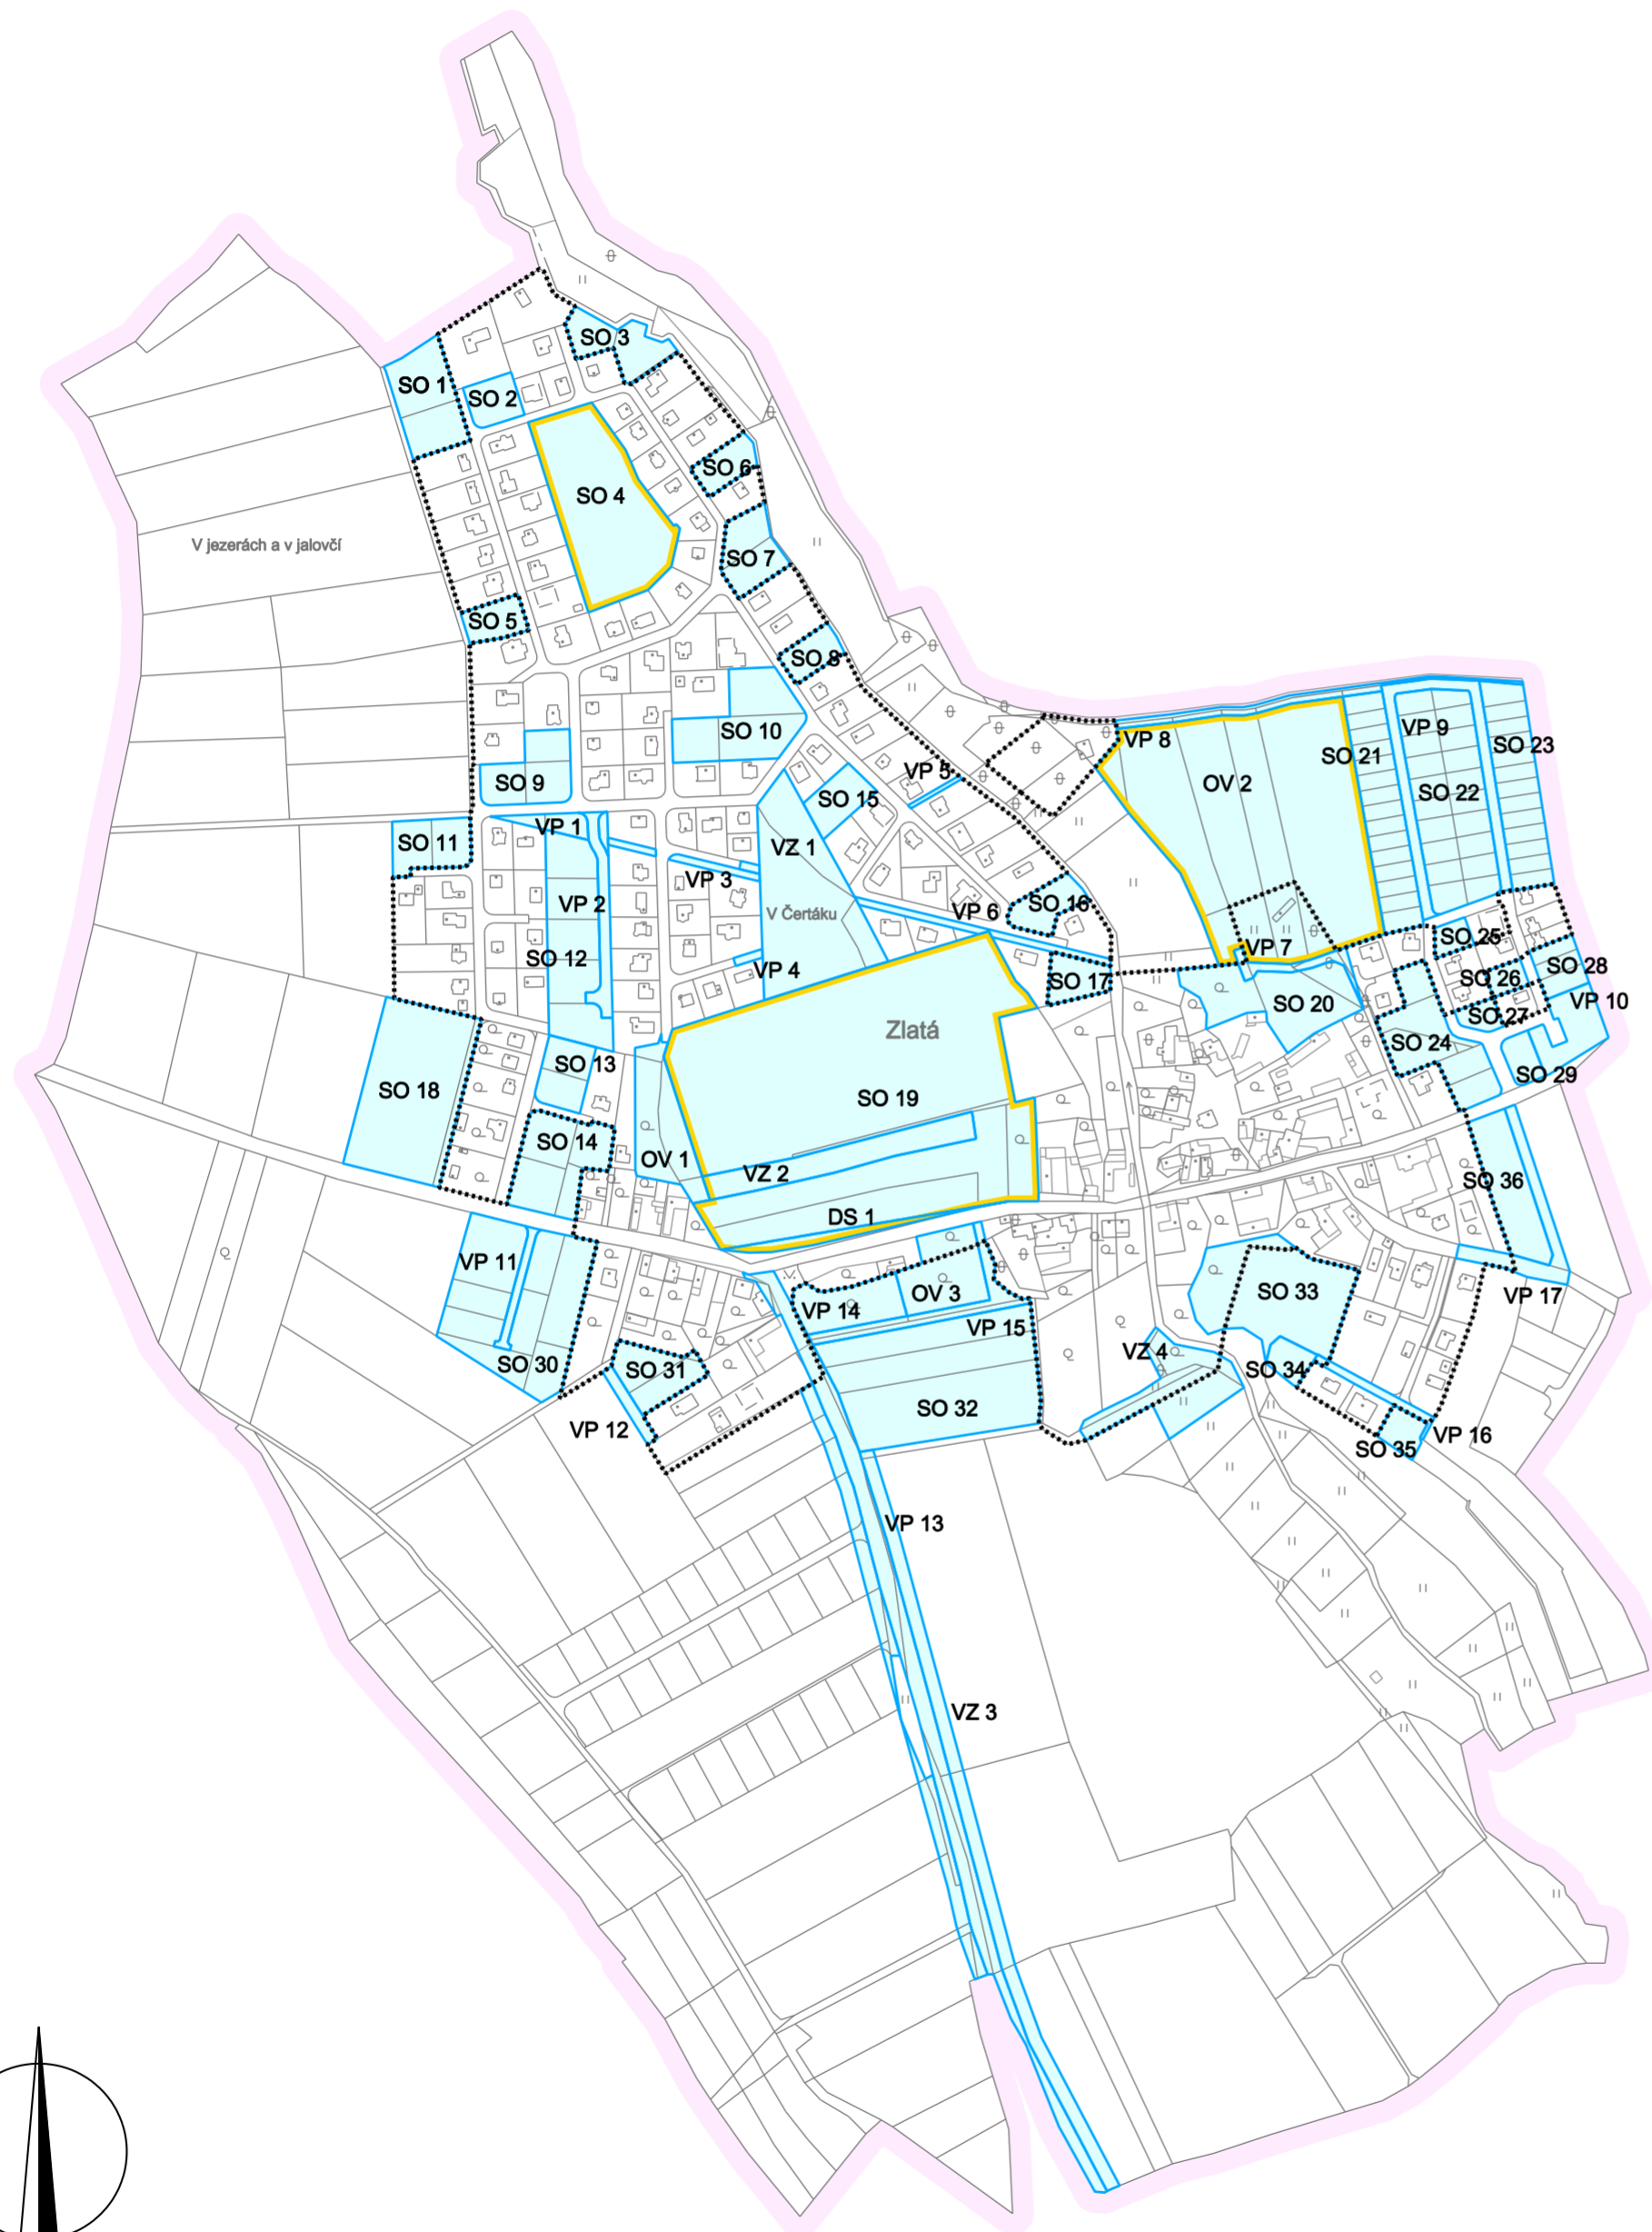 SO 3
SO 1
SO 2
SO 6
SO 4
V jezerách a v jalovčí
SO 7
SO 5
SO 8
SO 10
VP 9
VP 8
SO 23
SO 21
VP 5
SO 9
OV 2
SO 22
SO 15
VP 1
SO 11
VZ 1
VP 3
VP 2
SO 16
VP 6
V Čertáku
SO 25
VP 7
SO 12
VP 4
SO 28
SO 17
SO 26
VP 10
SO 20
SO 27
Zlatá
SO 24
SO 13
SO 29
SO 18
SO 19
SO 14
OV 1
VZ 2
SO 36
DS 1
VP 11
SO 33
OV 3
VP 17
VP 14
VP 15
VZ 4
SO 30
SO 31
SO 34
SO 32
VP 12
VP 16
SO 35
VP 13
VZ 3